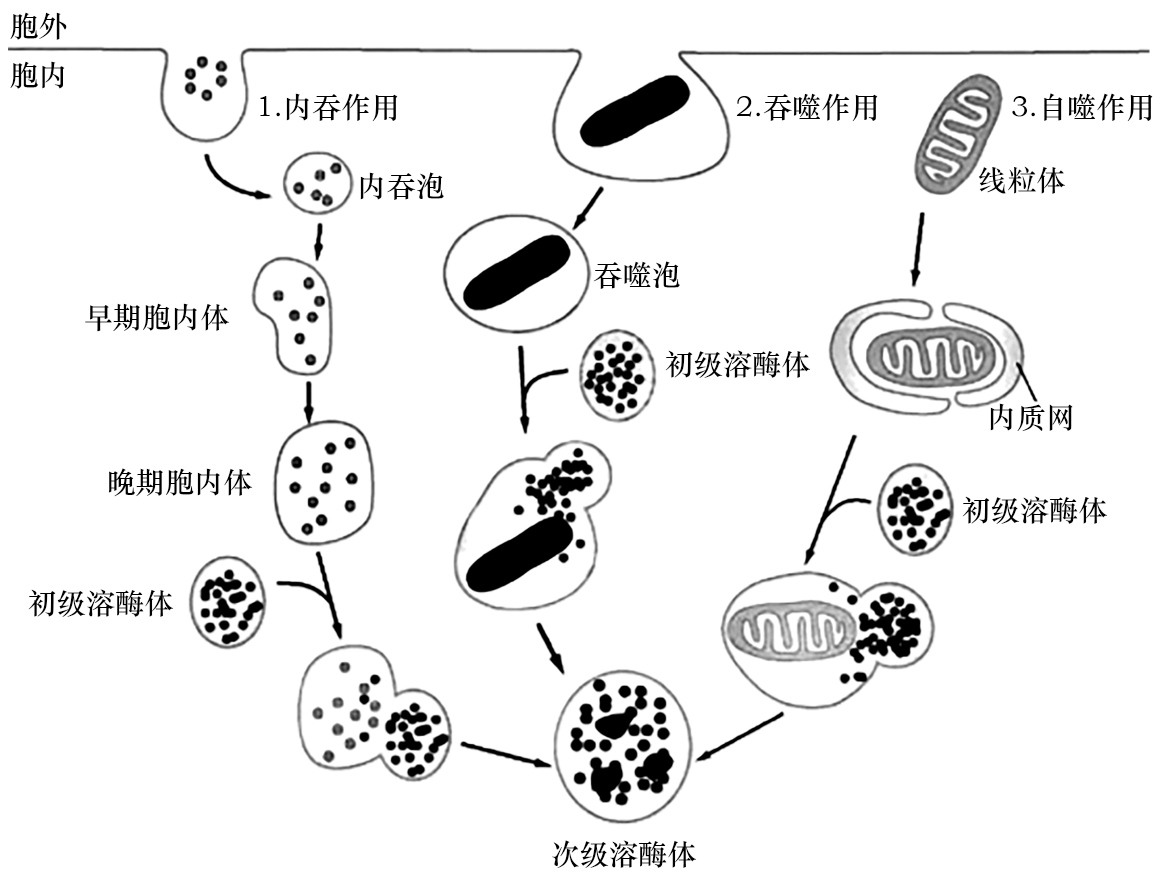 胞外
胞内
1.内吞作用
2.吞噬作用
3.自噬作用
内吞泡
线粒体
吞噬泡
早期胞内体
初级溶酶体
内质网
晚期胞内体
初级溶酶体
初级溶酶体
次级溶酶体